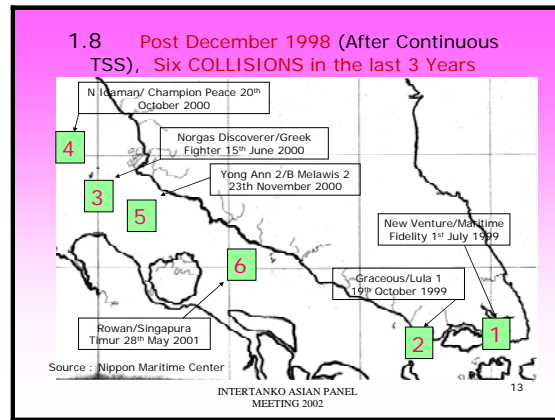 1.8 Post December 1998 (After Continuous
TSS), Six COLLISIONS in the last 3 Years
N Idaman/ Champion Peace 20th
October 2000
Norgas Discoverer/Greek
Fighter 15th June 2000
4
Yong Ann 2/B Melawis 2
23th November 2000
3
5
New Venture/Maritime
Fidelity 1st July 1999
6
Graceous/Lula 1
19th October 1999
Rowan/Singapura
Timur 28th May 2001
2
1
Source : Nippon Maritime Center
INTERTANKO ASIAN PANEL
MEETING 2002
13